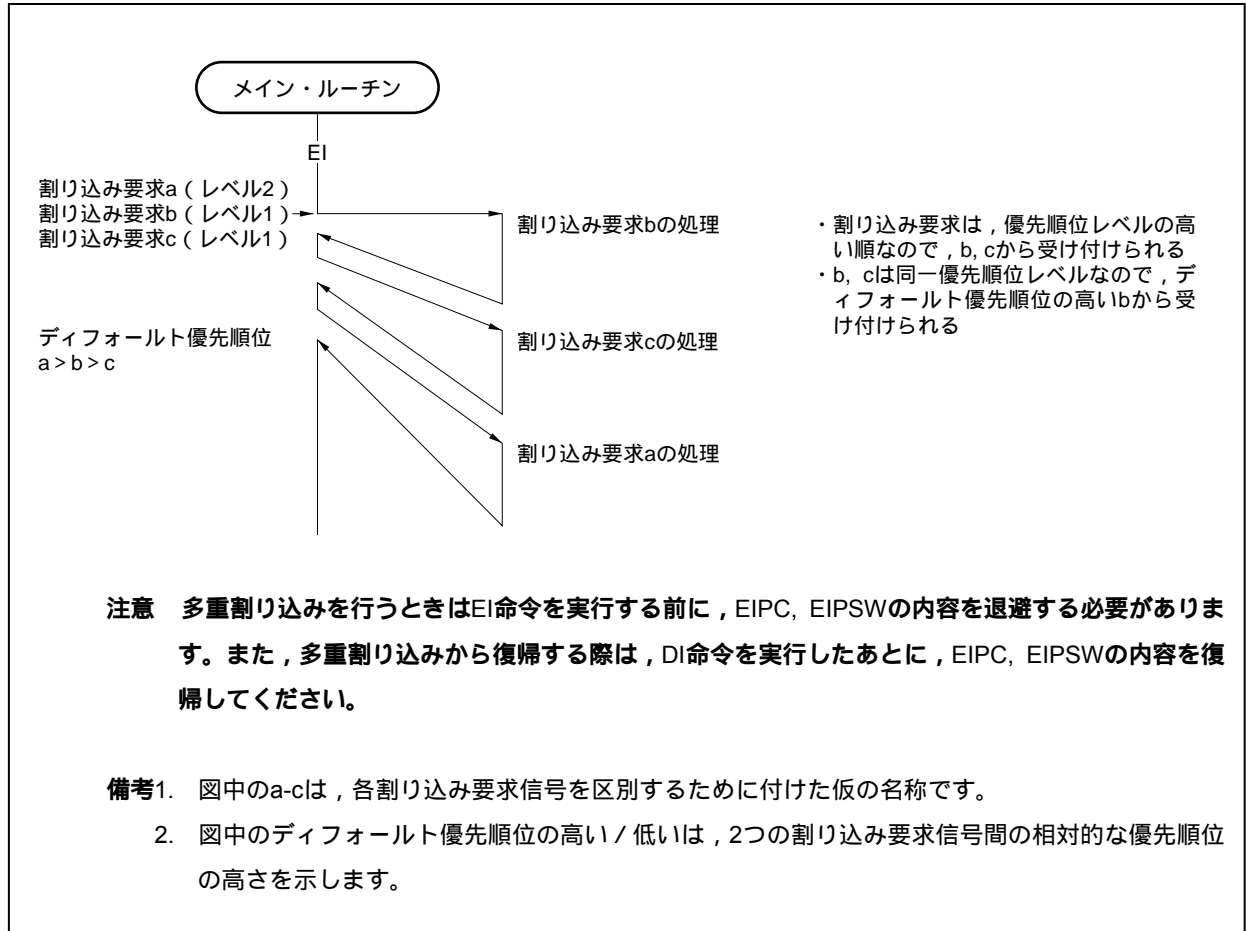 メイン・ルーチン
EI
割り込み要求a（レベル2）
割り込み要求b（レベル1）
割り込み要求c（レベル1）
割り込み要求bの処理
・割り込み要求は，優先順位レベルの高
い順なので，b, cから受け付けられる
・b, cは同一優先順位レベルなので，デ
ィフォールト優先順位の高いbから受
け付けられる
ディフォールト優先順位
a＞b＞c
割り込み要求cの処理
割り込み要求aの処理
注意　多重割り込みを行うときはEI命令を実行する前に，EIPC, EIPSWの内容を退避する必要がありま
す。また，多重割り込みから復帰する際は，DI命令を実行したあとに，EIPC, EIPSWの内容を復
帰してください。
備考1.　図中のa-cは，各割り込み要求信号を区別するために付けた仮の名称です。
2.　図中のディフォールト優先順位の高い／低いは，2つの割り込み要求信号間の相対的な優先順位
の高さを示します。